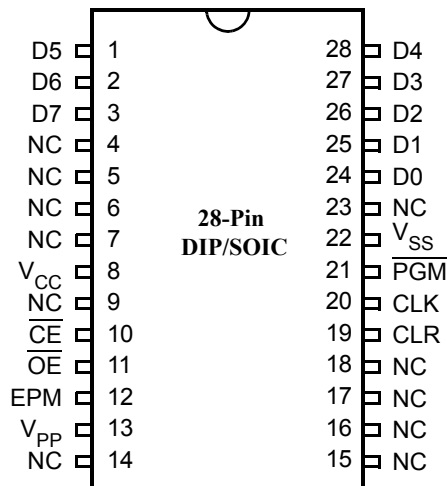 D5 1 28 D4
D6 2 27 D3
D7 3 26 D2
NC 4 25 D1
NC 5 24 D0
NC 6 23 NC
28-Pin
NC 7 22 VSS
DIP/SOIC
VCC 8 21 PGM
NC 9 20 CLK
CE 10 19 CLR
OE 11 18 NC
EPM 12 17 NC
VPP 13 16 NC
NC 14 15 NC